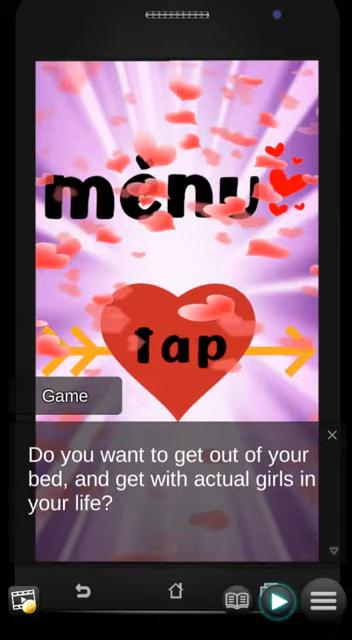 mènu
Tap
Game
Do you want to get out of your
bed, and get with actual girls in
your life?